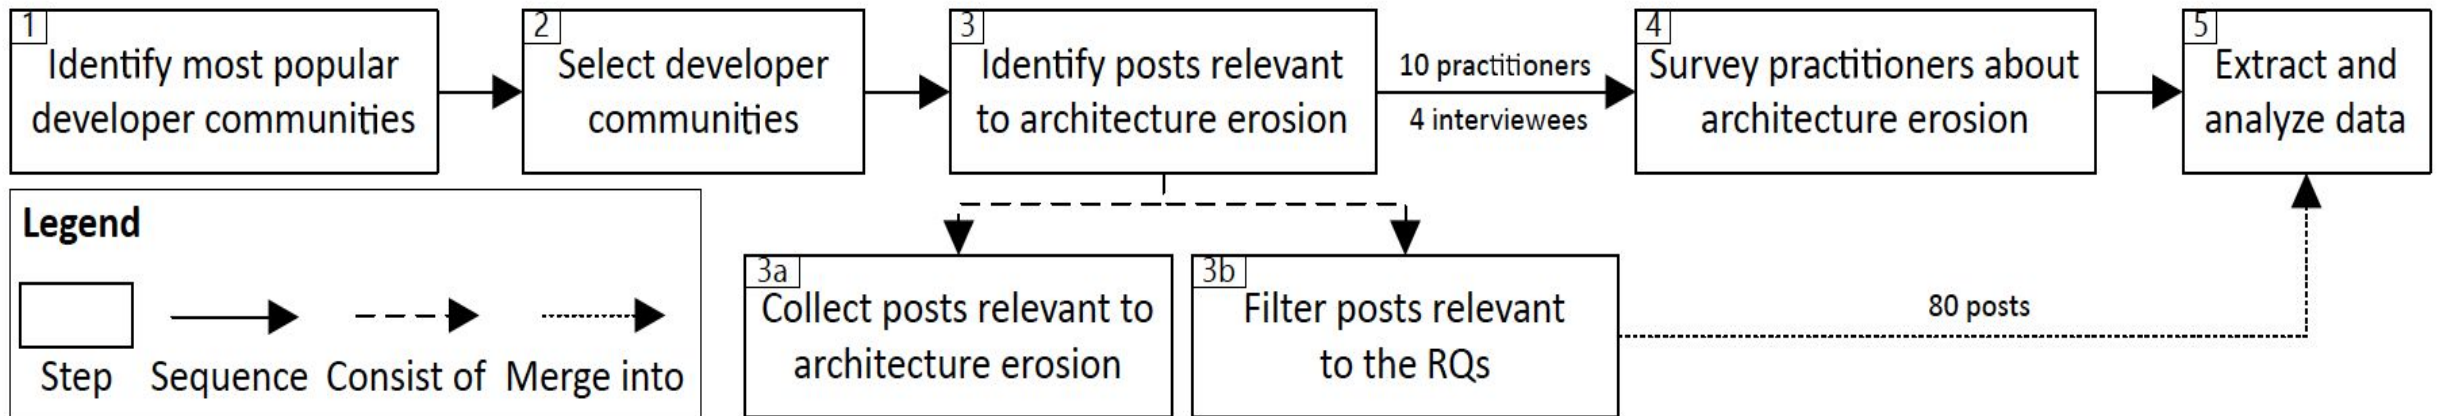 1
Identify most popular
developer communities
2
Select developer
communities
3
Identify posts relevant
to architecture erosion
10 practitioners
4 interviewees
4
Survey practitioners about
architecture erosion
5
Extract and
analyze data
Legend
Step
Sequence
Consist of
Merge into
3a
Collect posts relevant to
architecture erosion
3b
Filter posts relevant
to the RQs
80 posts